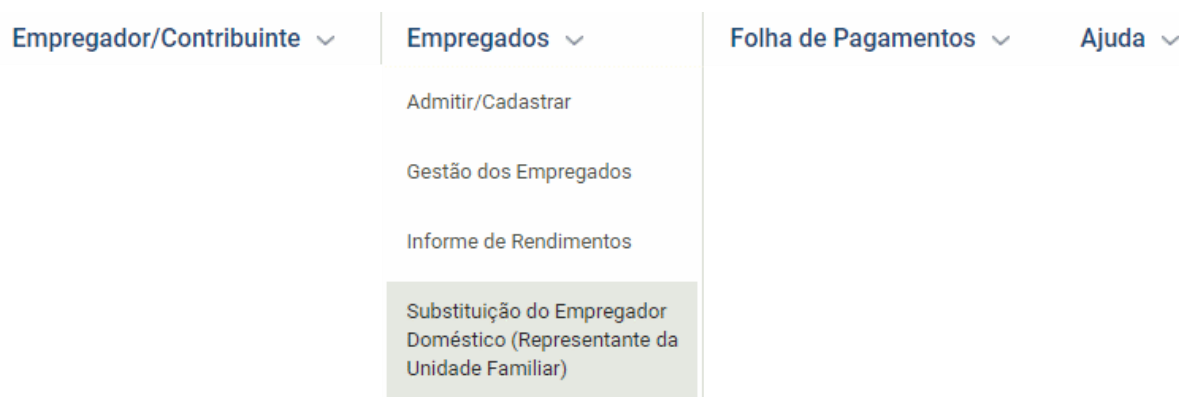 Empregador/Contribuinte
Empregados
Folha de Pagamentos
Ajuda
Admitir/Cadastrar
Gestão dos Empregados
Informe de Rendimentos
Substituição do Empregador
Doméstico (Representante da
Unidade Familiar)